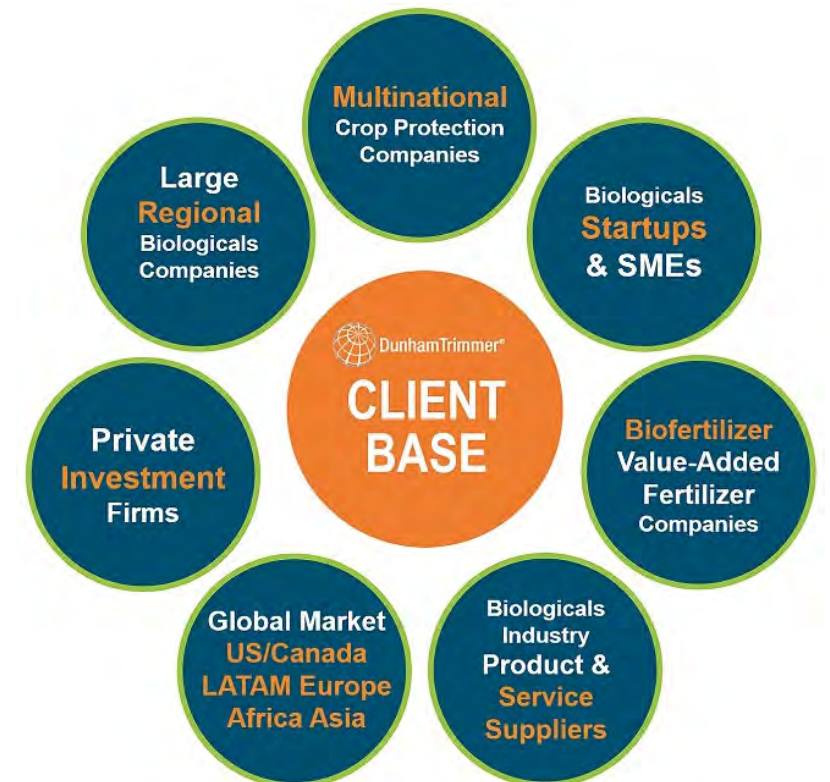 Multinational
Crop Protection
Companies
Large
Regional
Biologicals
Companies
Biologicals
Startups
& SMEs
DunhamTrimmer®
CLIENT
BASE
Private
Investment
Firms
Biofertilizer
Value-Added
Fertilizer
Companies
Global Market
US/Canada
LATAM Europe
Africa Asia
Biologicals
Industry
Product &
Service
Suppliers